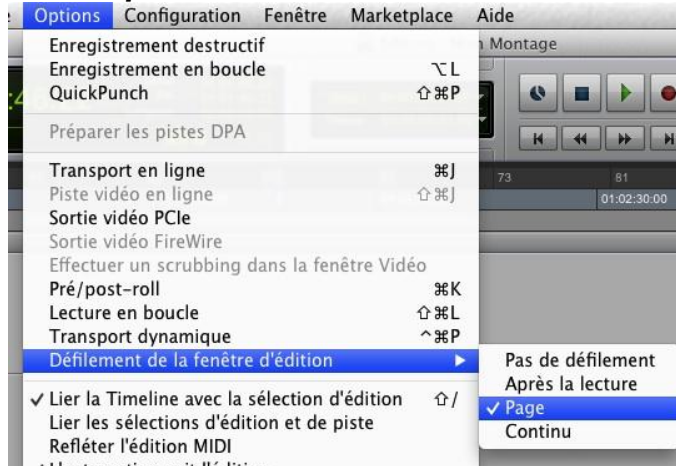 Options Configuration Fenêtre Marketplace Aide
Enregistrement destructif
Montage
Enregistrement en boucle ⌥L
QuickPunch ⇧⌘P
Préparer les pistes DPA
Transport en ligne ⌘J
73 81
Piste vidéo en ligne ⇧⌘J
01:02:30:00
Sortie vidéo PCIe
Sortie vidéo FireWire
Effectuer un scrubbing dans la fenêtre Vidéo
Pré/post-roll ⌘K
Lecture en boucle ⇧⌘L
Transport dynamique ^⌘P
Défilement de la fenêtre d'édition
Pas de défilement
Après la lecture
Page
Continu
Lier la Timeline avec la sélection d'édition ⇧/
Lier les sélections d'édition et de piste
Refléter l'édition MIDI